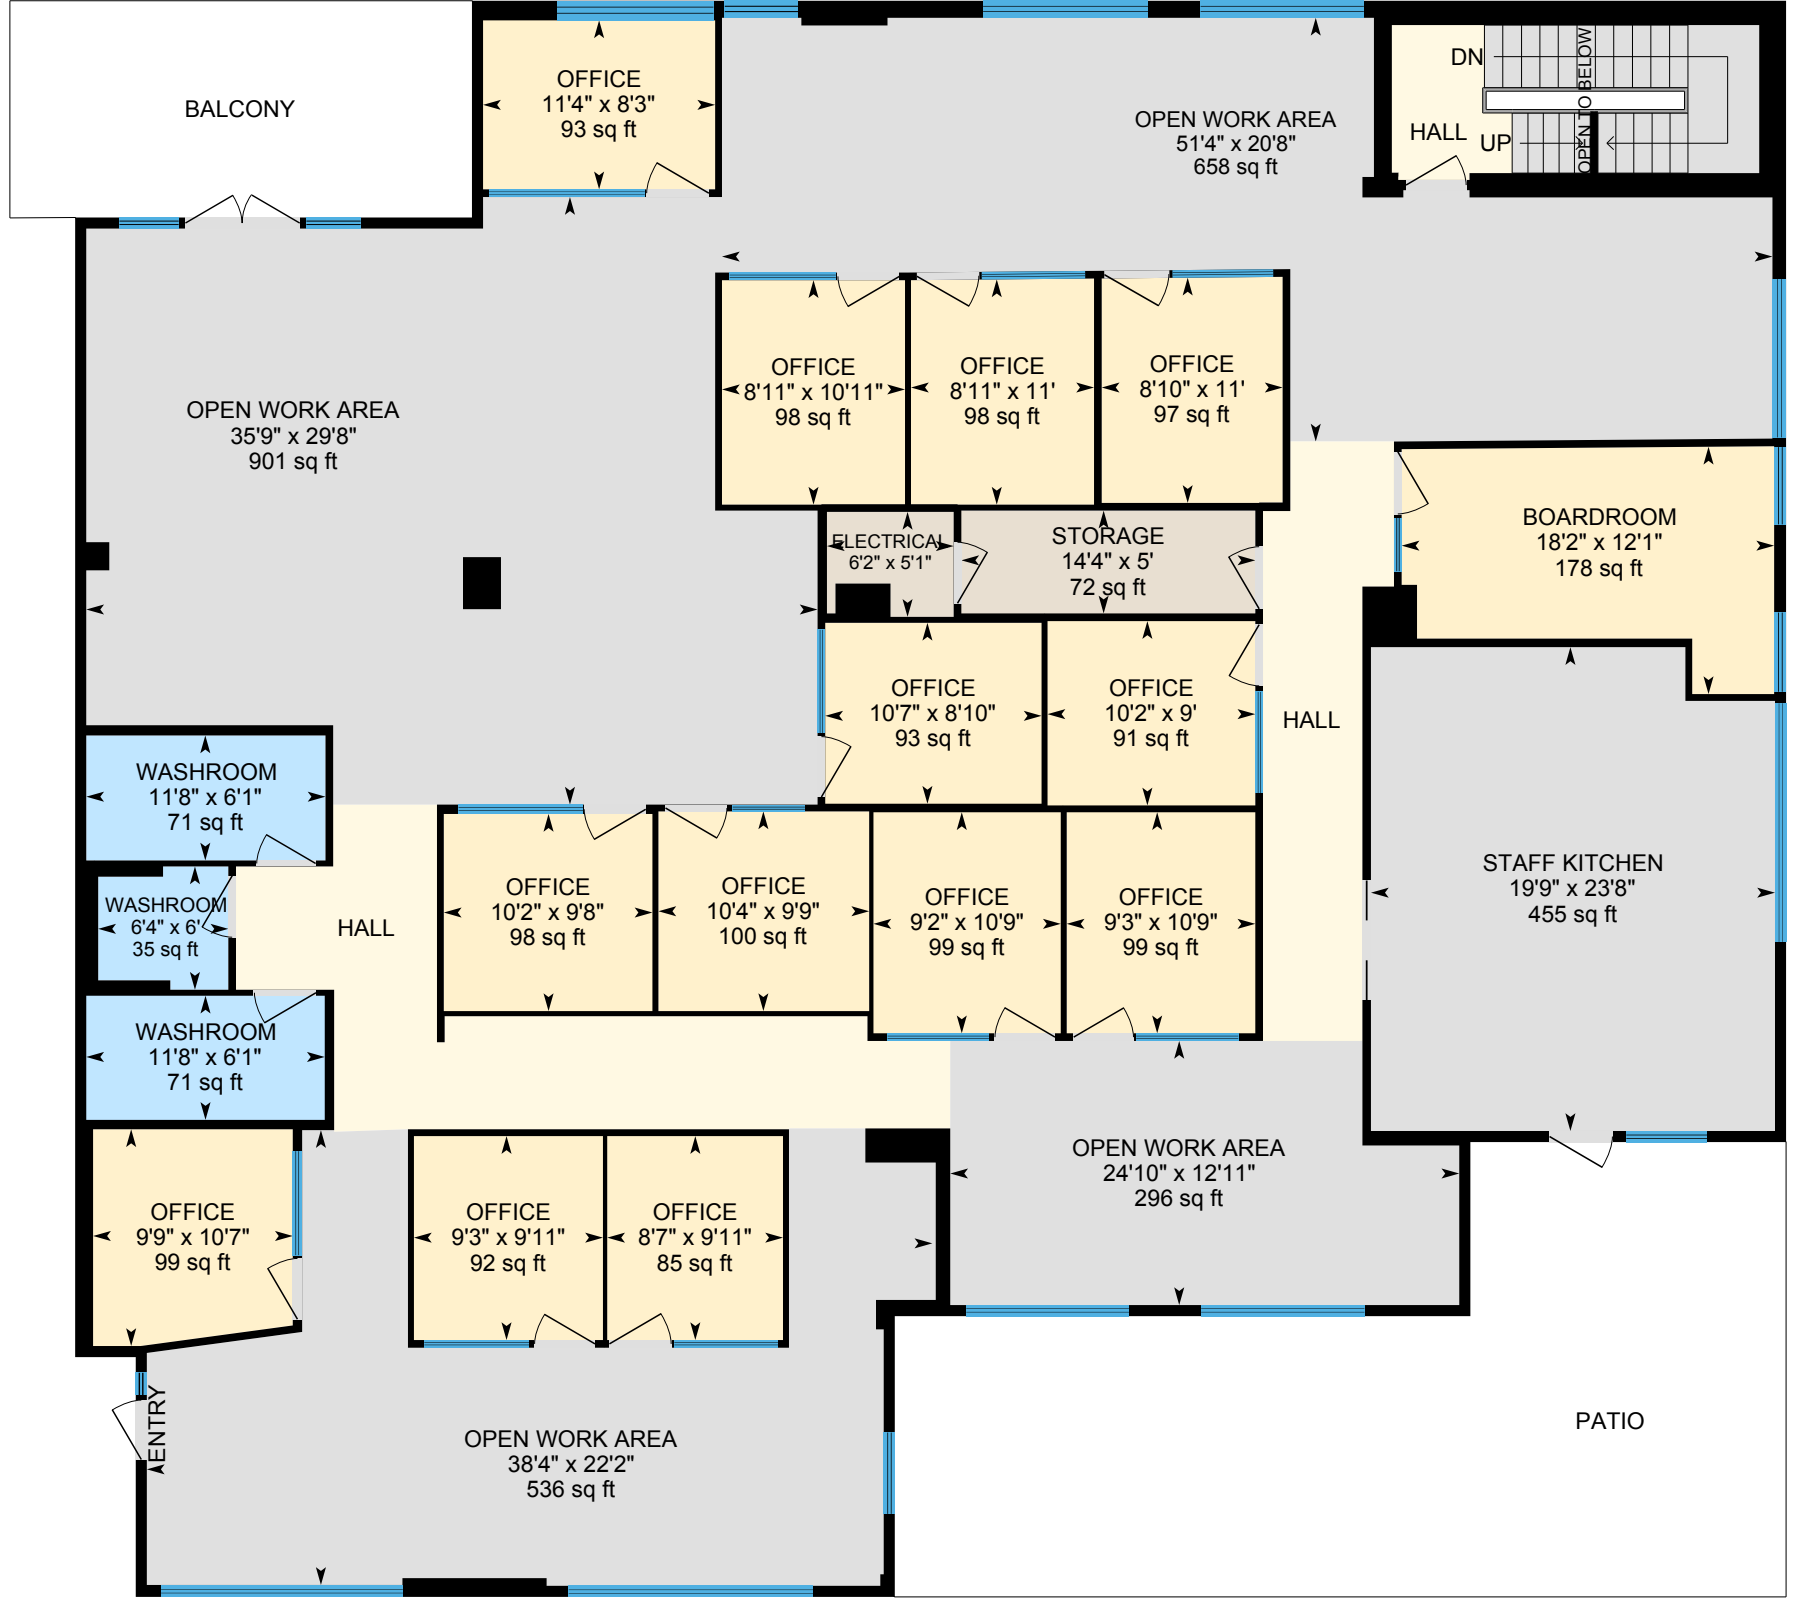 BALCONY
OFFICE
11'4" x 8'3"
93 sq ft
OPEN WORK AREA
51'4" x 20'8"
658 sq ft
DN
HALL
UP
OPEN TO BELOW
OPEN WORK AREA
35'9" x 29'8"
901 sq ft
OFFICE
8'11" x 10'11"
98 sq ft
OFFICE
8'11" x 11'
98 sq ft
OFFICE
8'10" x 11'
97 sq ft
ELECTRICAL
6'2" x 5'1"
STORAGE
14'4" x 5'
72 sq ft
BOARDROOM
18'2" x 12'1"
178 sq ft
OFFICE
10'7" x 8'10"
93 sq ft
OFFICE
10'2" x 9'
91 sq ft
HALL
WASHROOM
11'8" x 6'1"
71 sq ft
WASHROOM
6'4" x 6'
35 sq ft
HALL
OFFICE
10'2" x 9'8"
98 sq ft
OFFICE
10'4" x 9'9"
100 sq ft
OFFICE
9'2" x 10'9"
99 sq ft
OFFICE
9'3" x 10'9"
99 sq ft
STAFF KITCHEN
19'9" x 23'8"
455 sq ft
WASHROOM
11'8" x 6'1"
71 sq ft
OFFICE
9'9" x 10'7"
99 sq ft
OFFICE
9'3" x 9'11"
92 sq ft
OFFICE
8'7" x 9'11"
85 sq ft
OPEN WORK AREA
24'10" x 12'11"
296 sq ft
ENTRY
OPEN WORK AREA
38'4" x 22'2"
536 sq ft
PATIO